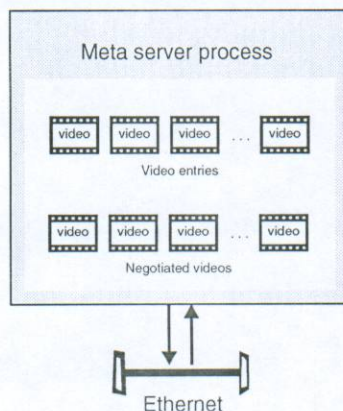 Meta server process
video video video ... video
Video entries
video video video ... video
Negotiated videos
Ethernet